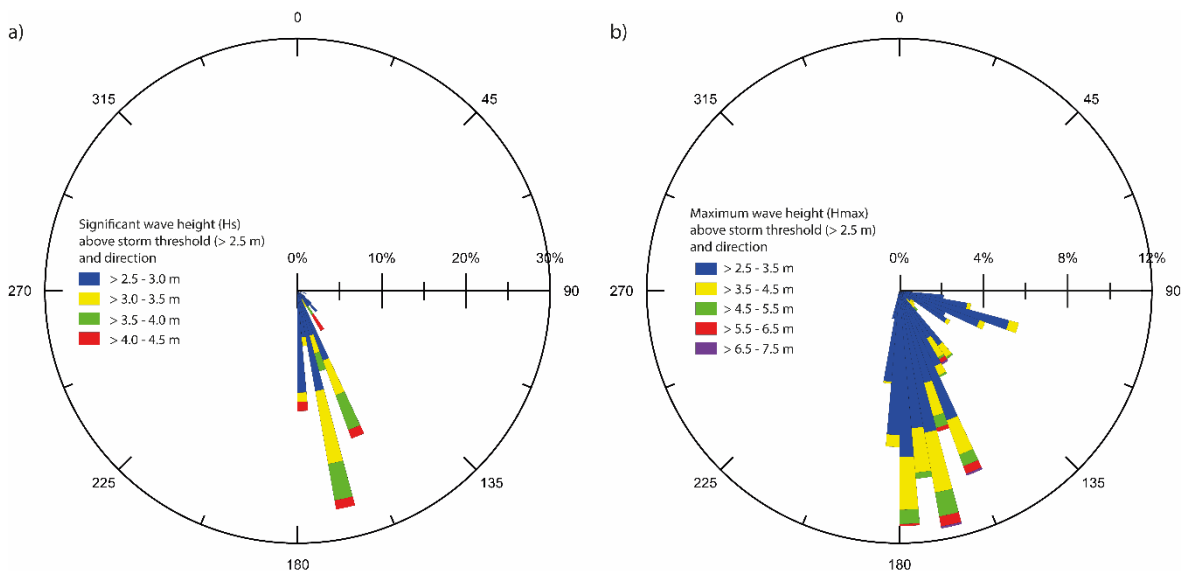 a)
0
315
45
Significant wave height (Hs)
above storm threshold (> 2.5 m)
and direction
> 2.5 - 3.0 m
> 3.0 - 3.5 m
> 3.5 - 4.0 m
> 4.0 - 4.5 m
0% 10% 20% 30%
270
90
225
135
180
b)
0
315
45
Maximum wave height (Hmax)
above storm threshold (> 2.5 m)
and direction
> 2.5 - 3.5 m
> 3.5 - 4.5 m
> 4.5 - 5.5 m
> 5.5 - 6.5 m
> 6.5 - 7.5 m
0% 4% 8% 12%
270
90
225
135
180